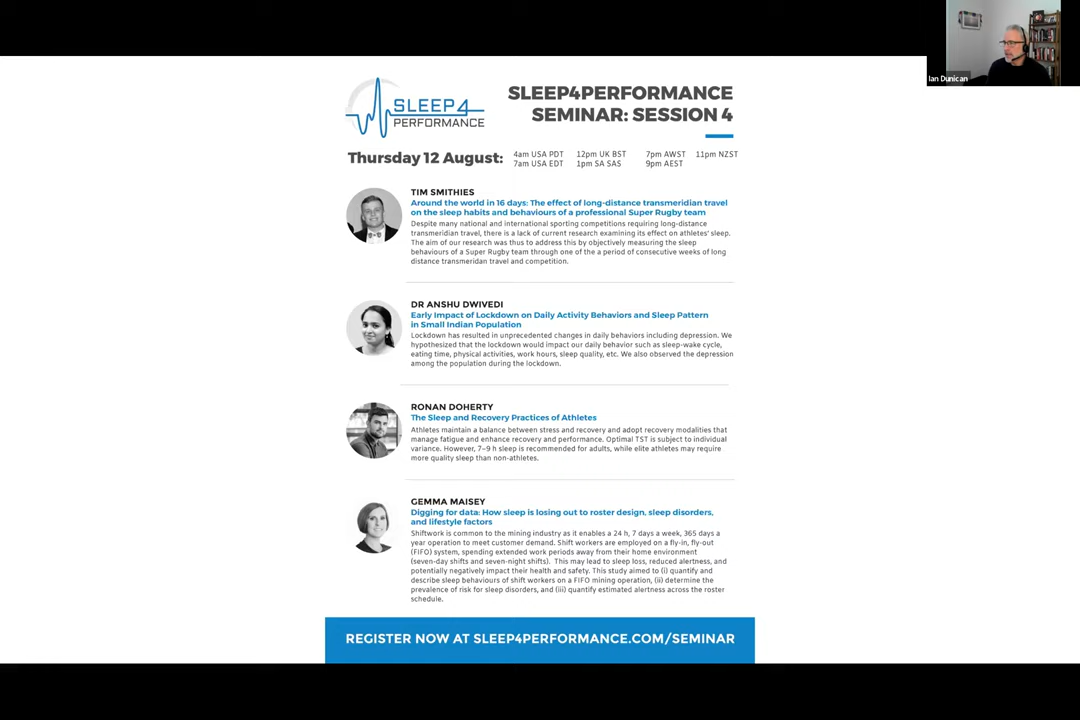 Ian Dunican
SLEEP4
PERFORMANCE
SLEEP4PERFORMANCE
SEMINAR: SESSION 4
Thursday 12 August:
4am USA PDT 12pm UK BST 7pm AWST 11pm NZST
7am USA EDT 1pm SA SAS 9pm AEST
TIM SMITHIES
Around the world in 16 days: The effect of long-distance transmeridian travel
on the sleep habits and behaviours of a professional Super Rugby team
Despite many national and international sporting competitions requiring long-distance
transmeridian travel, there is a lack of current research examining its effect on athletes' sleep.
The aim of our research was thus to address this by objectively measuring the sleep
behaviours of a Super Rugby team through one of the a period of consecutive weeks of long
distance transmeridan travel and competition.
DR ANSHU DWIVEDI
Early Impact of Lockdown on Daily Activity Behaviors and Sleep Pattern
in Small Indian Population
Lockdown has resulted in unprecedented changes in daily behaviors including depression. We
hypothesized that the lockdown would impact our daily behavior such as sleep-wake cycle,
eating time, physical activities, work hours, sleep quality, etc. We also observed the depression
among the population during the lockdown.
RONAN DOHERTY
The Sleep and Recovery Practices of Athletes
Athletes maintain a balance between stress and recovery and adopt recovery modalities that
manage fatigue and enhance recovery and performance. Optimal TST is subject to individual
variance. However, 7–9 h sleep is recommended for adults, while elite athletes may require
more quality sleep than non-athletes.
GEMMA MAISEY
Digging for data: How sleep is losing out to roster design, sleep disorders,
and lifestyle factors
Shiftwork is common to the mining industry as it enables a 24 h, 7 days a week, 365 days a
year operation to meet customer demand. Shift workers are employed on a fly-in, fly-out
(FIFO) system, spending extended work periods away from their home environment
(seven-day shifts and seven-night shifts). This may lead to sleep loss, reduced alertness, and
potentially negatively impact their health and safety. This study aimed to (i) quantify and
describe sleep behaviours of shift workers on a FIFO mining operation, (ii) determine the
prevalence of risk for sleep disorders, and (iii) quantify estimated alertness across the roster
schedule.
REGISTER NOW AT SLEEP4PERFORMANCE.COM/SEMINAR